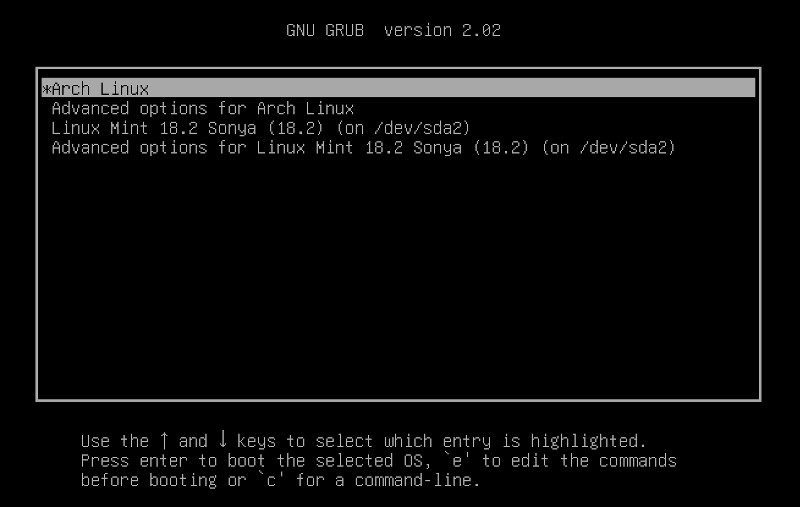 GNU GRUB version 2.02
*Arch Linux
Advanced options for Arch Linux
Linux Mint 18.2 Sonya (18.2) (on /dev/sda2)
Advanced options for Linux Mint 18.2 Sonya (18.2) (on /dev/sda2)
Use the ↑ and ↓ keys to select which entry is highlighted.
Press enter to boot the selected OS, `e' to edit the commands
before booting or `c' for a command-line.